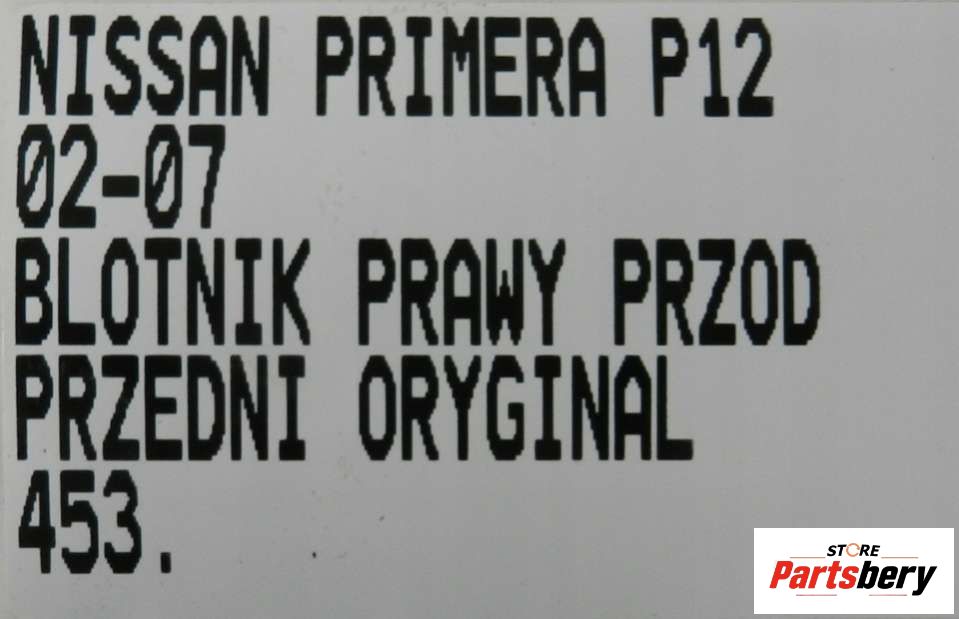 NISSAN PRIMERA P12
02-07
BLOTNIK PRAWY PRZOD
PRZEDNI ORYGINAL
453.
STORE
Partsbery